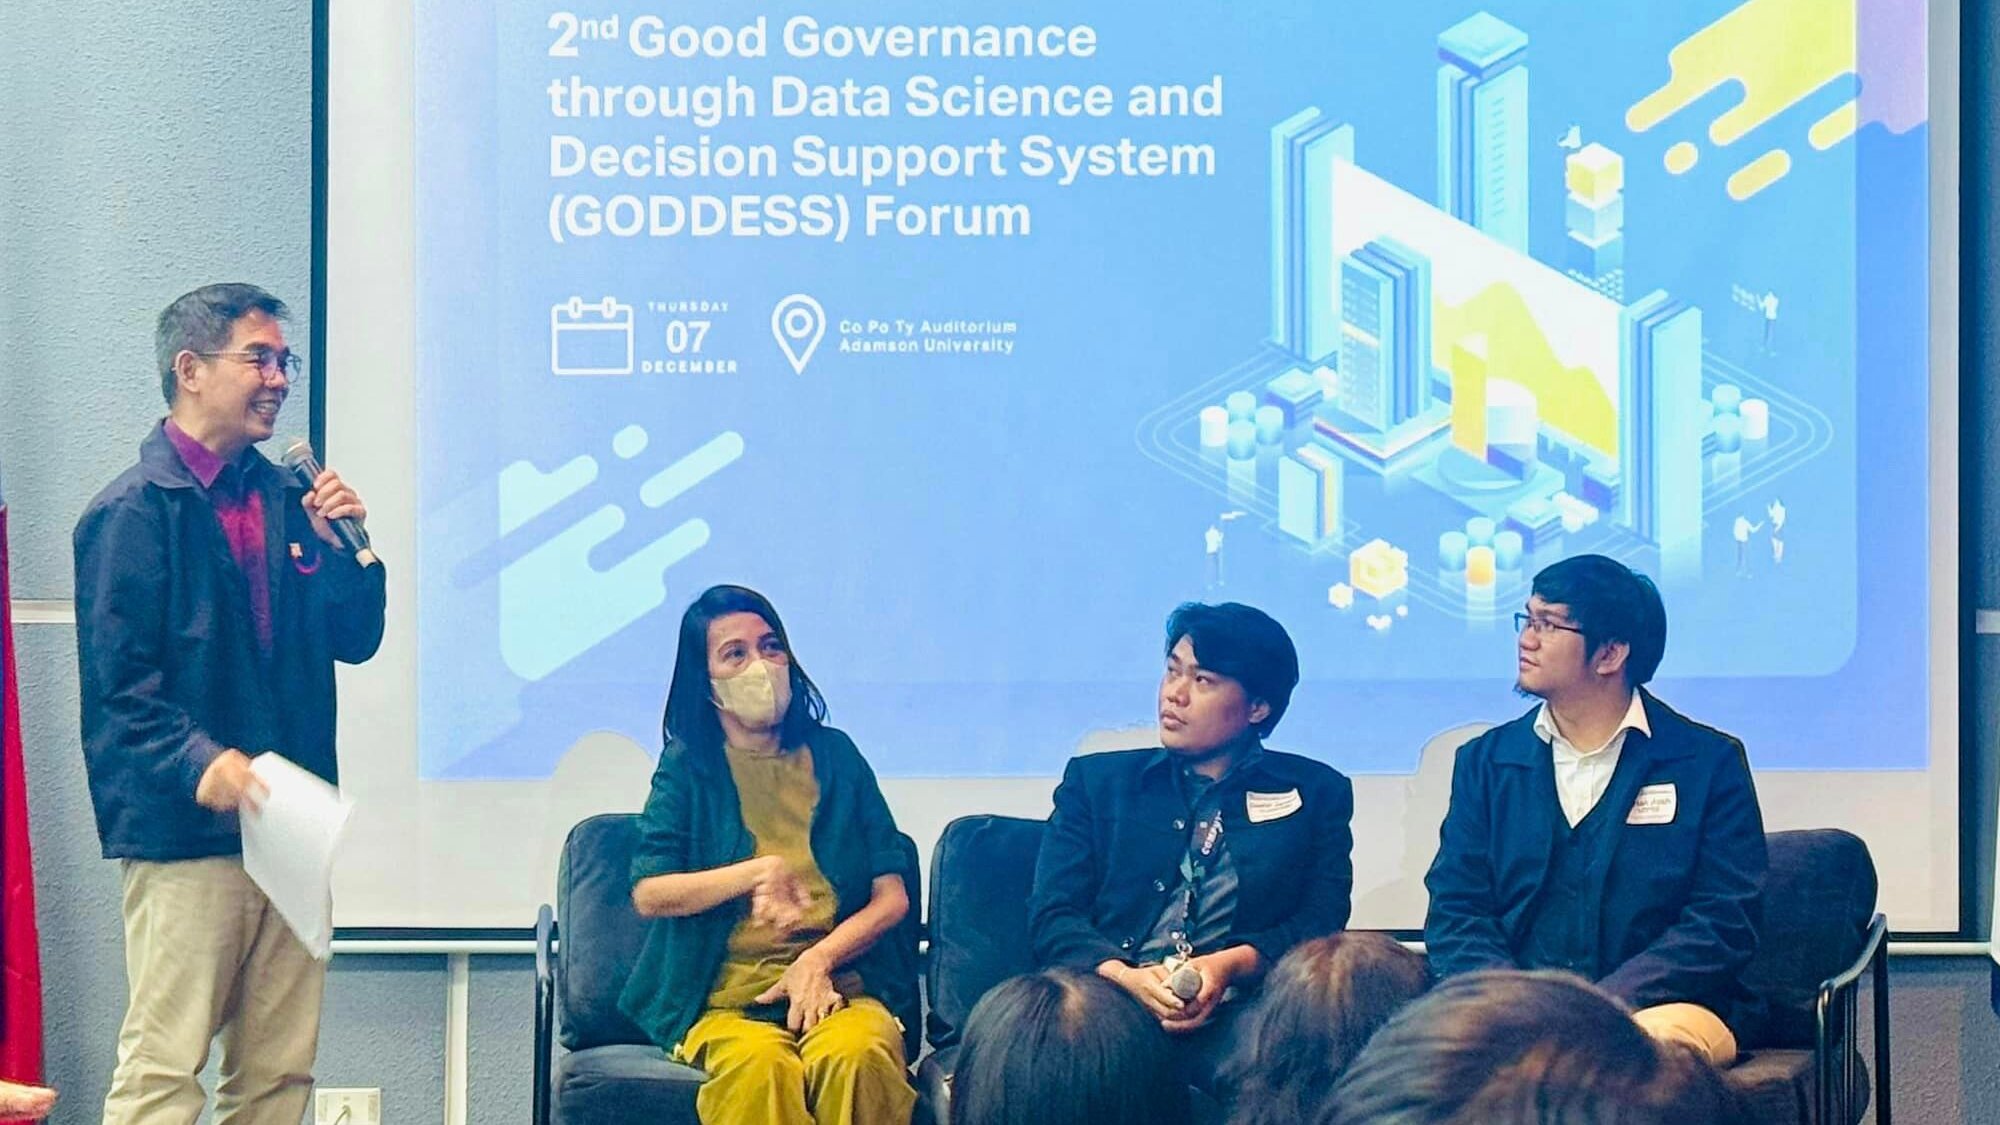 2nd Good Governance
through Data Science and
Decision Support System
(GODDESS) Forum
THURSDAY
07
DECEMBER
Co Po Ty Auditorium
Adamson University